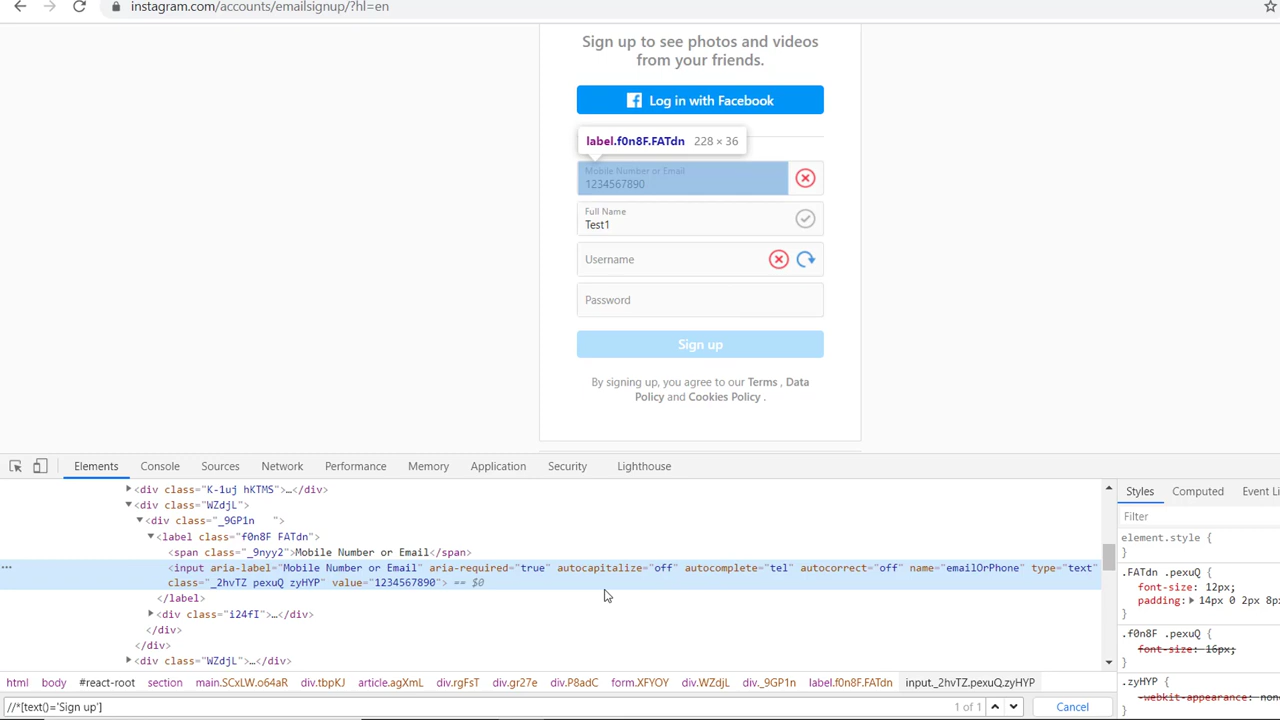 instagram.com/accounts/emailsignup/?hl=en
Sign up to see photos and videos
from your friends.
Log in with Facebook
label.f0n8F.FATdn 228 × 36
Mobile Number or Email
1234567890
Full Name
Test1
Username
Password
Sign up
By signing up, you agree to our Terms , Data
Policy and Cookies Policy .
Elements Console Sources Network Performance Memory Application Security Lighthouse
<div class="K-1uj hKTMS">…</div>
<div class="WZdjL">
<div class="_9GP1n   ">
<label class="f0n8F FATdn">
<span class="_9nyy2">Mobile Number or Email</span>
<input aria-label="Mobile Number or Email" aria-required="true" autocapitalize="off" autocomplete="tel" autocorrect="off" name="emailOrPhone" type="text"
class="_2hvTZ pexuQ zyHYP" value="1234567890"> == $0
</label>
<div class="i24fI">…</div>
</div>
</div>
<div class="WZdjL">…</div>
Styles Computed Event Li
Filter
element.style {
}
.FATdn .pexuQ {
font-size: 12px;
padding: 14px 0 2px 8px
}
.f0n8F .pexuQ {
font-size: 16px;
}
.zyHYP {
-webkit-appearance: none
}
html body #react-root section main.SCxLW.o64aR div.tbpKJ article.agXmL div.rgFsT div.gr27e div.P8adC form.XFYOY div.WZdjL div._9GP1n label.f0n8F.FATdn input._2hvTZ.pexuQ.zyHYP
//*[text()='Sign up'] 1 of 1 Cancel